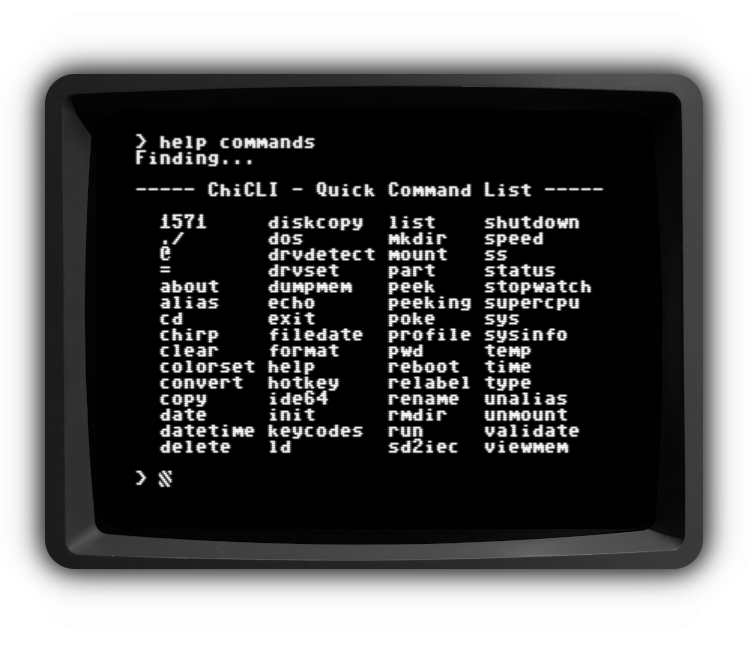 ❯ help commands
Finding...
----- ChiCLI - Quick Command List -----
1571 diskcopy list shutdown
./ dos mkdir speed
@ drvdetect mount ss
= drvset part status
about dumpmem peek stopwatch
alias echo peeking supercpu
cd exit poke sys
chirp filedate profile sysinfo
clear format pwd temp
colorset help reboot time
convert hotkey relabel type
copy ide64 rename unalias
date init rmdir unmount
datetime keycodes run validate
delete ld sd2iec viewmem
❯